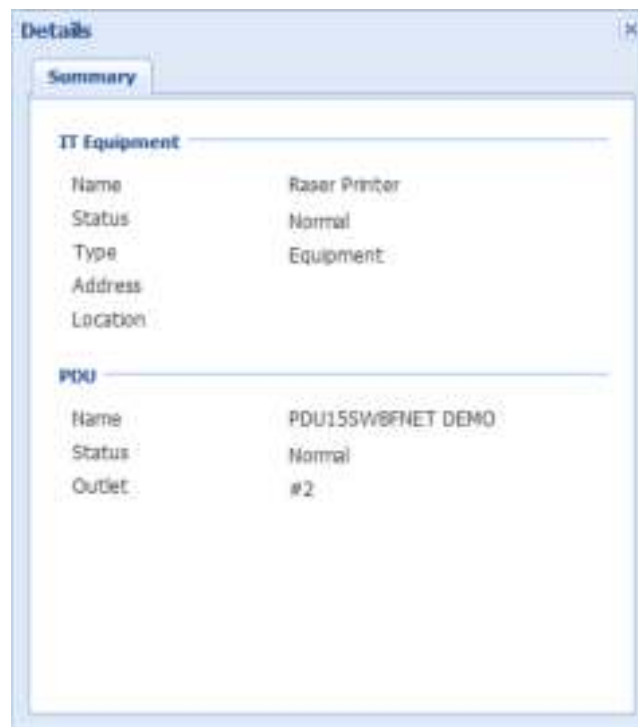 Details
Summary
IT Equipment
Name Raser Printer
Status Normal
Type Equipment
Address
Location
PDU
Name PDU15SW8FNET DEMO
Status Normal
Outlet #2